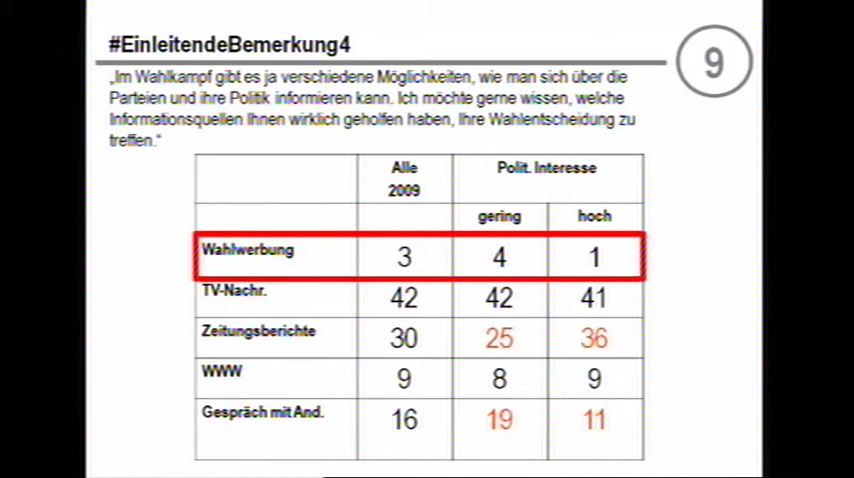 #EinleitendeBemerkung4
9
„Im Wahlkampf gibt es ja verschiedene Möglichkeiten, wie man sich über die
Parteien und ihre Politik informieren kann. Ich möchte gerne wissen, welche
Informationsquellen Ihnen wirklich geholfen haben, Ihre Wahlentscheidung zu
treffen.“
Alle Polit. Interesse
2009
gering hoch
Wahlwerbung 3 4 1
TV-Nachr. 42 42 41
Zeitungsberichte 30 25 36
WWW 9 8 9
Gespräch mit And. 16 19 11